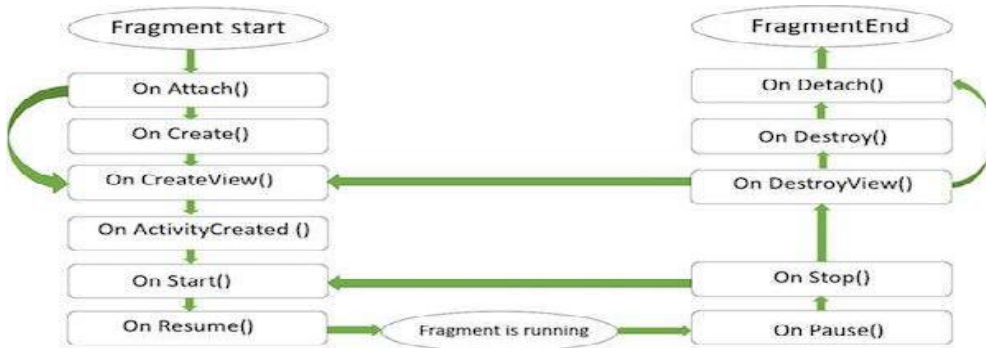 Fragment start
On Attach()
On Create()
On CreateView()
On ActivityCreated ()
On Start()
On Resume()
Fragment is running
On Pause()
On Stop()
On DestroyView()
On Destroy()
On Detach()
FragmentEnd